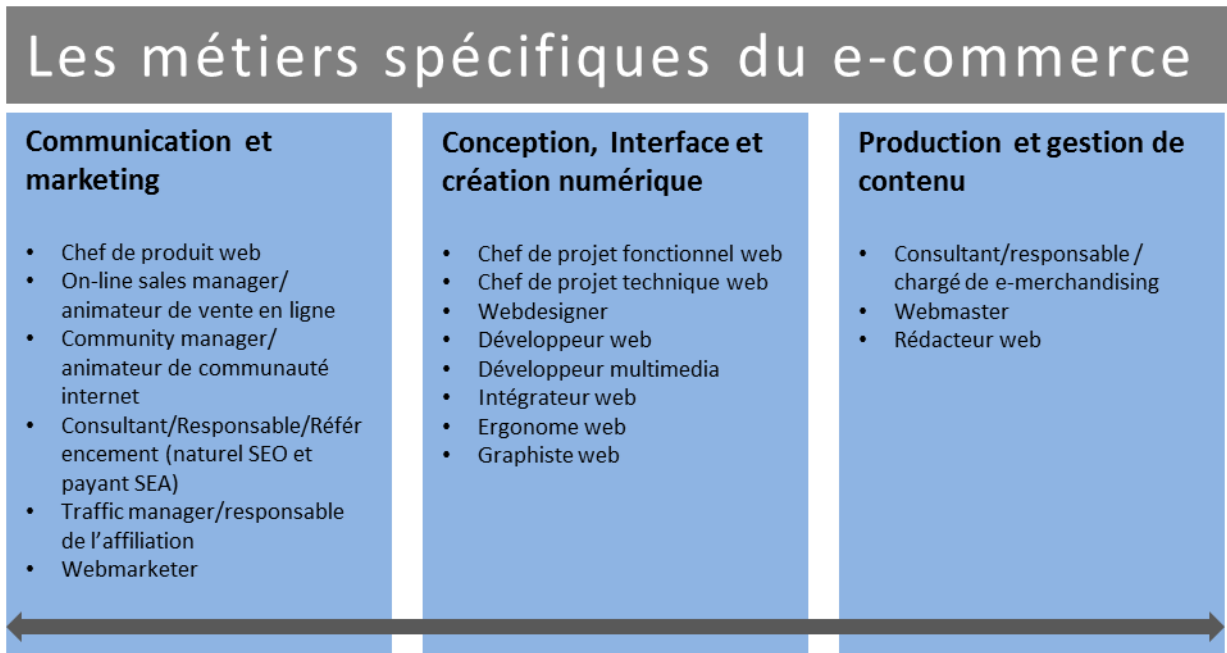 Les métiers spécifiques du e-commerce
Communication et
marketing
• Chef de produit web
• On-line sales manager/
animateur de vente en ligne
• Community manager/
animateur de communauté
internet
• Consultant/Responsable/Référ
encement (naturel SEO et
payant SEA)
• Traffic manager/responsable
de l’affiliation
• Webmarketer
Conception, Interface et
création numérique
• Chef de projet fonctionnel web
• Chef de projet technique web
• Webdesigner
• Développeur web
• Développeur multimedia
• Intégrateur web
• Ergonome web
• Graphiste web
Production et gestion de
contenu
• Consultant/responsable /
chargé de e-merchandising
• Webmaster
• Rédacteur web